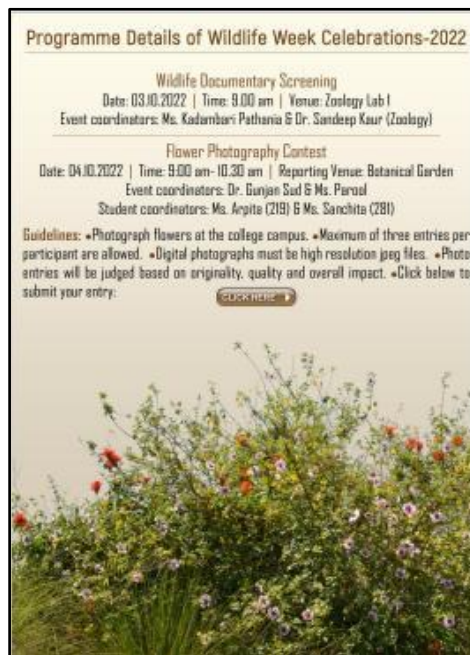 Programme Details of Wildlife Week Celebrations-2022
Wildlife Documentary Screening
Date: 03.10.2022 | Time: 9.00 am | Venue: Zoology Lab I
Event coordinators: Ms. Kadambari Pathania & Dr. Sandeep Kaur (Zoology)
Flower Photography Contest
Date: 04.10.2022 | Time: 9:00 am- 10.30 am | Reporting Venue: Botanical Garden
Event coordinators: Dr. Gunjan Sud & Ms. Parool
Student coordinators: Ms. Arpita (219) & Ms. Sanchita (281)
Guidelines: •Photograph flowers at the college campus. •Maximum of three entries per
participant are allowed. •Digital photographs must be high resolution jpeg files. •Photo
entries will be judged based on originality, quality and overall impact. •Click below to
submit your entry:
CLICK HERE